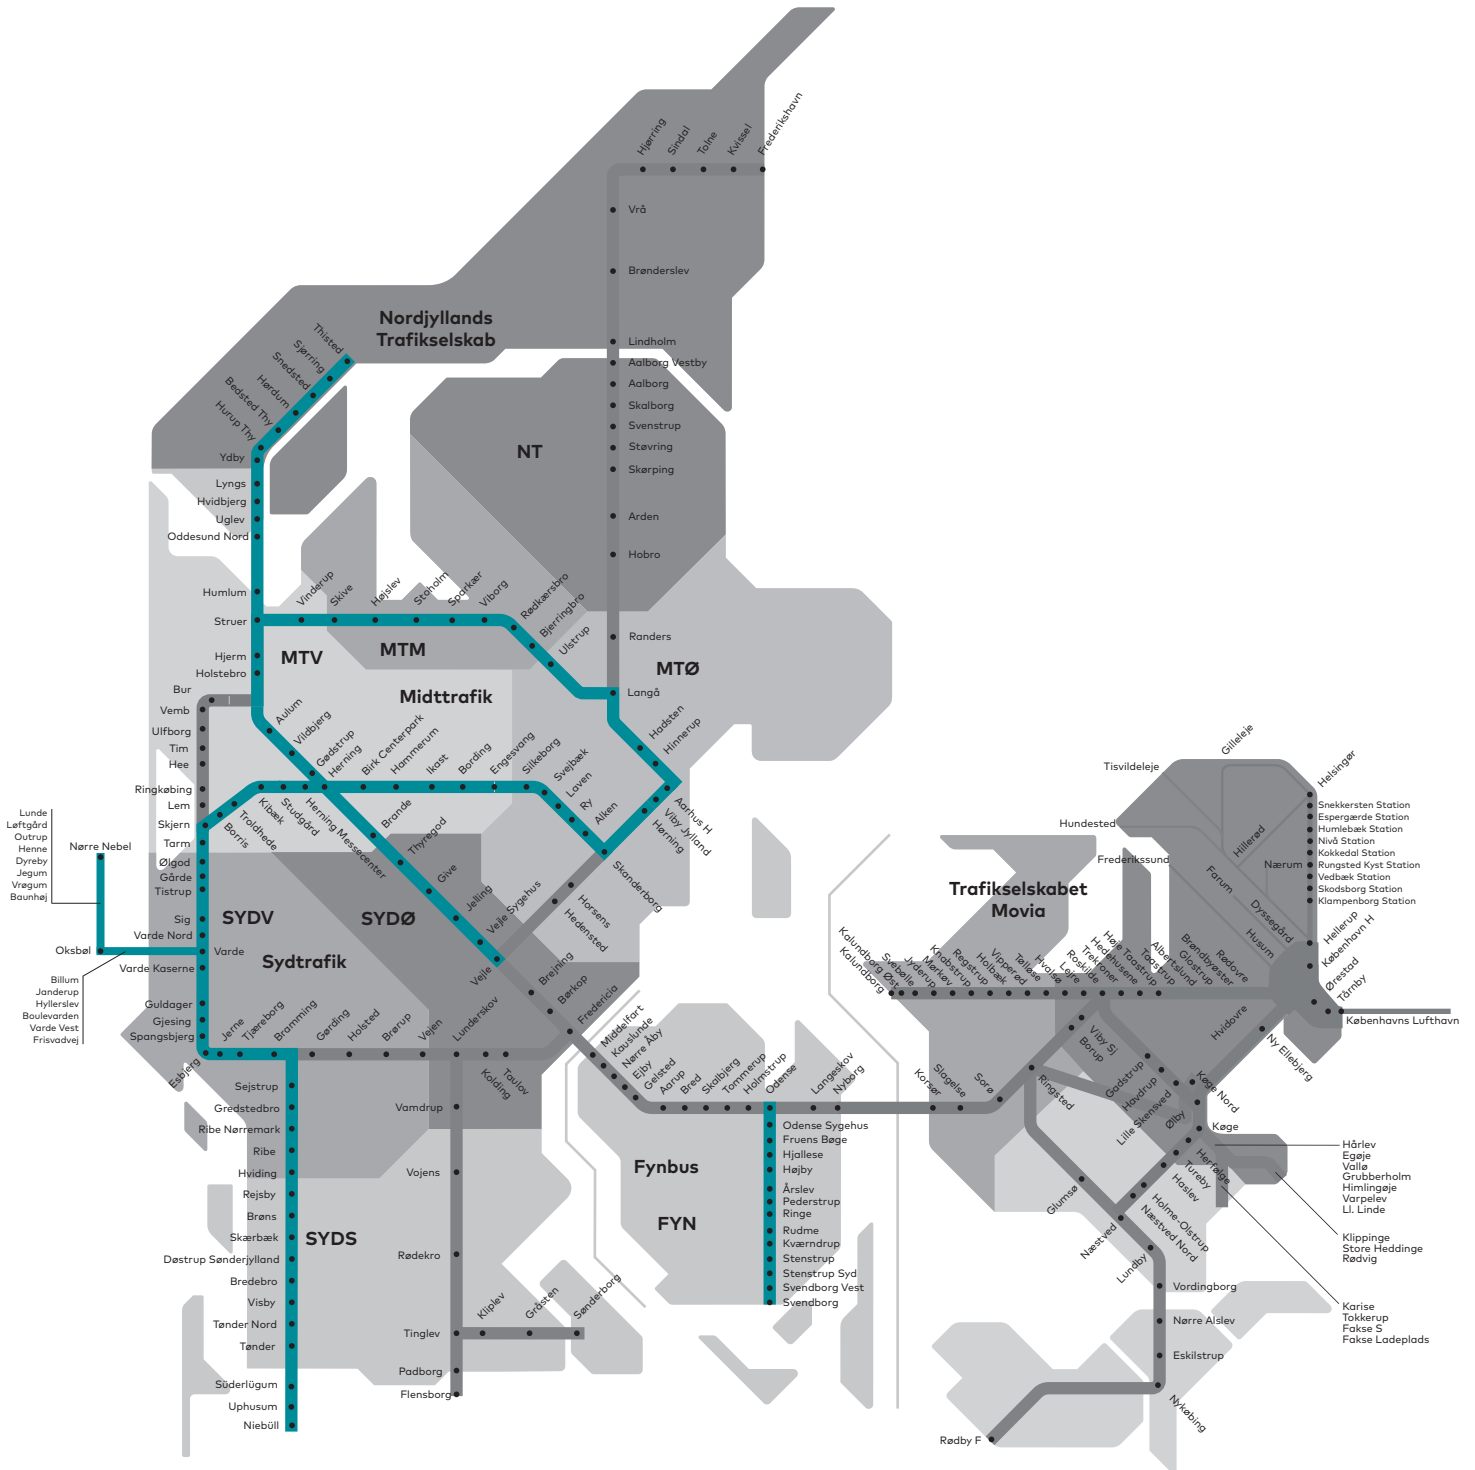 Hjørring
Sindal
Tolne
Kvissel
Frederikshavn
Vrå
Brønderslev
Nordjyllands
Trafikselskab
Lindholm
Aalborg Vestby
Aalborg
Skalborg
Svenstrup
Støvring
Skørping
Arden
Hobro
Randers
Langå
NT
Thisted
Sjørring
Snedsted
Hørdum
Bedsted Thy
Hurup Thy
Ydby
Lyngs
Hvidbjerg
Uglev
Oddesund Nord
Humlum
Struer
Hjerm
Holstebro
Vinderup
Skive
Højslev
Stoholm
Sparkær
Viborg
Rødkærsbro
Bjerringbro
Ulstrup
MTV
MTM
MTØ
Midttrafik
Hadsten
Hinnerup
Aarhus H
Viby Jylland
Hørning
Skanderborg
Bur
Vemb
Ulfborg
Tim
Hee
Ringkøbing
Lem
Skjern
Tarm
Ølgod
Gårde
Tistrup
Sig
Varde Nord
Varde
Varde Kaserne
Guldager
Gjesing
Spangsbjerg
Esbjerg
Aulum
Vildbjerg
Gødstrup
Herning
Birk Centerpark
Hammerum
Ikast
Bording
Engesvang
Silkeborg
Svejbæk
Laven
Ry
Alken
Borris
Troldhede
Kibæk
Studgård
Herning Messecenter
Brande
Thyregod
Give
Jelling
Vejle Sygehus
Vejle
Horsens
Hedensted
Brejning
Børkop
Fredericia
Lunde
Løftgård
Outrup
Henne
Dyreby
Jegum
Vrøgum
Baunhøj
Nørre Nebel
Oksbøl
Billum
Janderup
Hyllerslev
Boulevarden
Varde Vest
Frisvadvej
SYDV
SYDØ
Sydtrafik
Jerne
Tjæreborg
Bramming
Gørding
Holsted
Brørup
Vejen
Lunderskov
Kolding
Taulov
Sejstrup
Gredstedbro
Ribe Nørremark
Ribe
Hviding
Rejsby
Brøns
Skærbæk
Døstrup Sønderjylland
Bredebro
Visby
Tønder Nord
Tønder
Süderlügum
Uphusum
Niebüll
SYDS
Vamdrup
Vojens
Rødekro
Tinglev
Padborg
Flensborg
Kliplev
Gråsten
Sønderborg
Middelfart
Kauslunde
Nørre Åby
Ejby
Gelsted
Aarup
Bred
Skalbjerg
Tommerup
Holmstrup
Odense
Langeskov
Nyborg
Odense Sygehus
Fruens Bøge
Hjallese
Højby
Årslev
Pederstrup
Ringe
Rudme
Kværndrup
Stenstrup
Stenstrup Syd
Svendborg Vest
Svendborg
Fynbus
FYN
Korsør
Slagelse
Sorø
Ringsted
Trafikselskabet
Movia
Kalundborg
Kalundborg Øst
Svebølle
Jyderup
Mørkøv
Knabstrup
Regstrup
Holbæk
Vipperød
Tølløse
Hvalsø
Lejre
Roskilde
Trekroner
Hedehusene
Høje Taastrup
Taastrup
Albertslund
Glostrup
Brøndbyøster
Rødovre
Hvidovre
Gilleleje
Tisvildeleje
Hundested
Frederikssund
Hillerød
Nærum
Farum
Dyssegård
Husum
Helsingør
Snekkersten Station
Espergærde Station
Humlebæk Station
Nivå Station
Kokkedal Station
Rungsted Kyst Station
Vedbæk Station
Skodsborg Station
Klampenborg Station
Hellerup
København H
Ørestad
Tårnby
Københavns Lufthavn
Ny Ellebjerg
Viby Sj
Borup
Gadstrup
Havdrup
Lille Skensved
Ølby
Køge Nord
Køge
Herfølge
Tureby
Haslev
Holme-Olstrup
Næstved Nord
Næstved
Glumsø
Lundby
Vordingborg
Nørre Alslev
Eskilstrup
Nykøbing
Rødby F
Hårlev
Egøje
Vallø
Grubberholm
Himlingøje
Varpelev
Ll. Linde
Klippinge
Store Heddinge
Rødvig
Karise
Tokkerup
Fakse S
Fakse Ladeplads